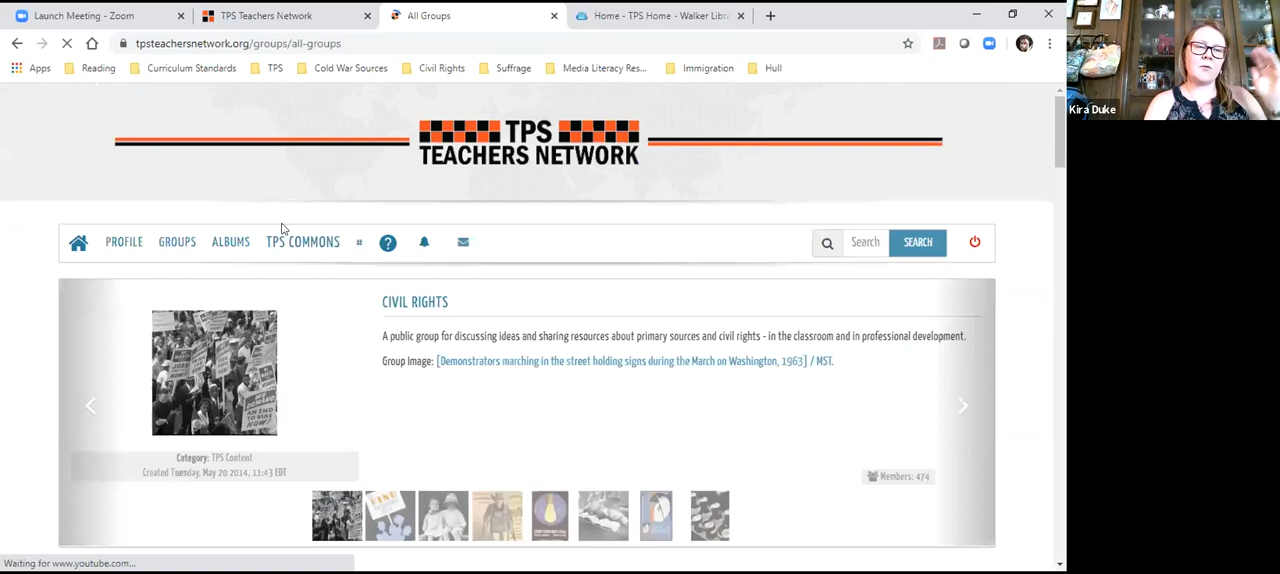 Launch Meeting - Zoom
TPS Teachers Network
All Groups
Home - TPS Home - Walker Libra
tpsteachersnetwork.org/groups/all-groups
Apps
Reading
Curriculum Standards
TPS
Cold War Sources
Civil Rights
Suffrage
Media Literacy Res...
Immigration
Hull
Kira Duke
TPS
TEACHERS NETWORK
PROFILE
GROUPS
ALBUMS
TPS COMMONS
#
?
Search
SEARCH
CIVIL RIGHTS
A public group for discussing ideas and sharing resources about primary sources and civil rights - in the classroom and in professional development.
Group Image: [Demonstrators marching in the street holding signs during the March on Washington, 1963] / MST.
Category: TPS Content
Created Tuesday, May 20 2014, 11:43 EDT
Members: 474
Waiting for www.youtube.com...